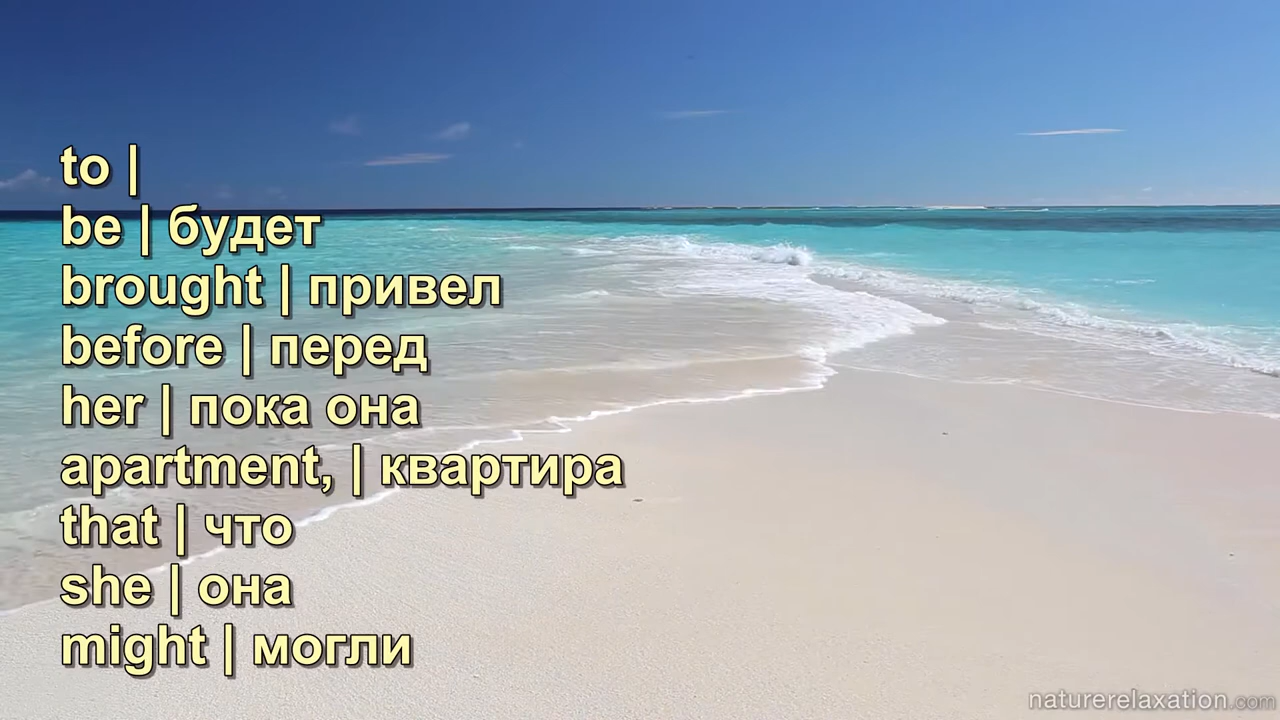 to |
be | будет
brought | привел
before | перед
her | пока она
apartment, | квартира
that | что
she | она
might | могли
naturerelaxation.com